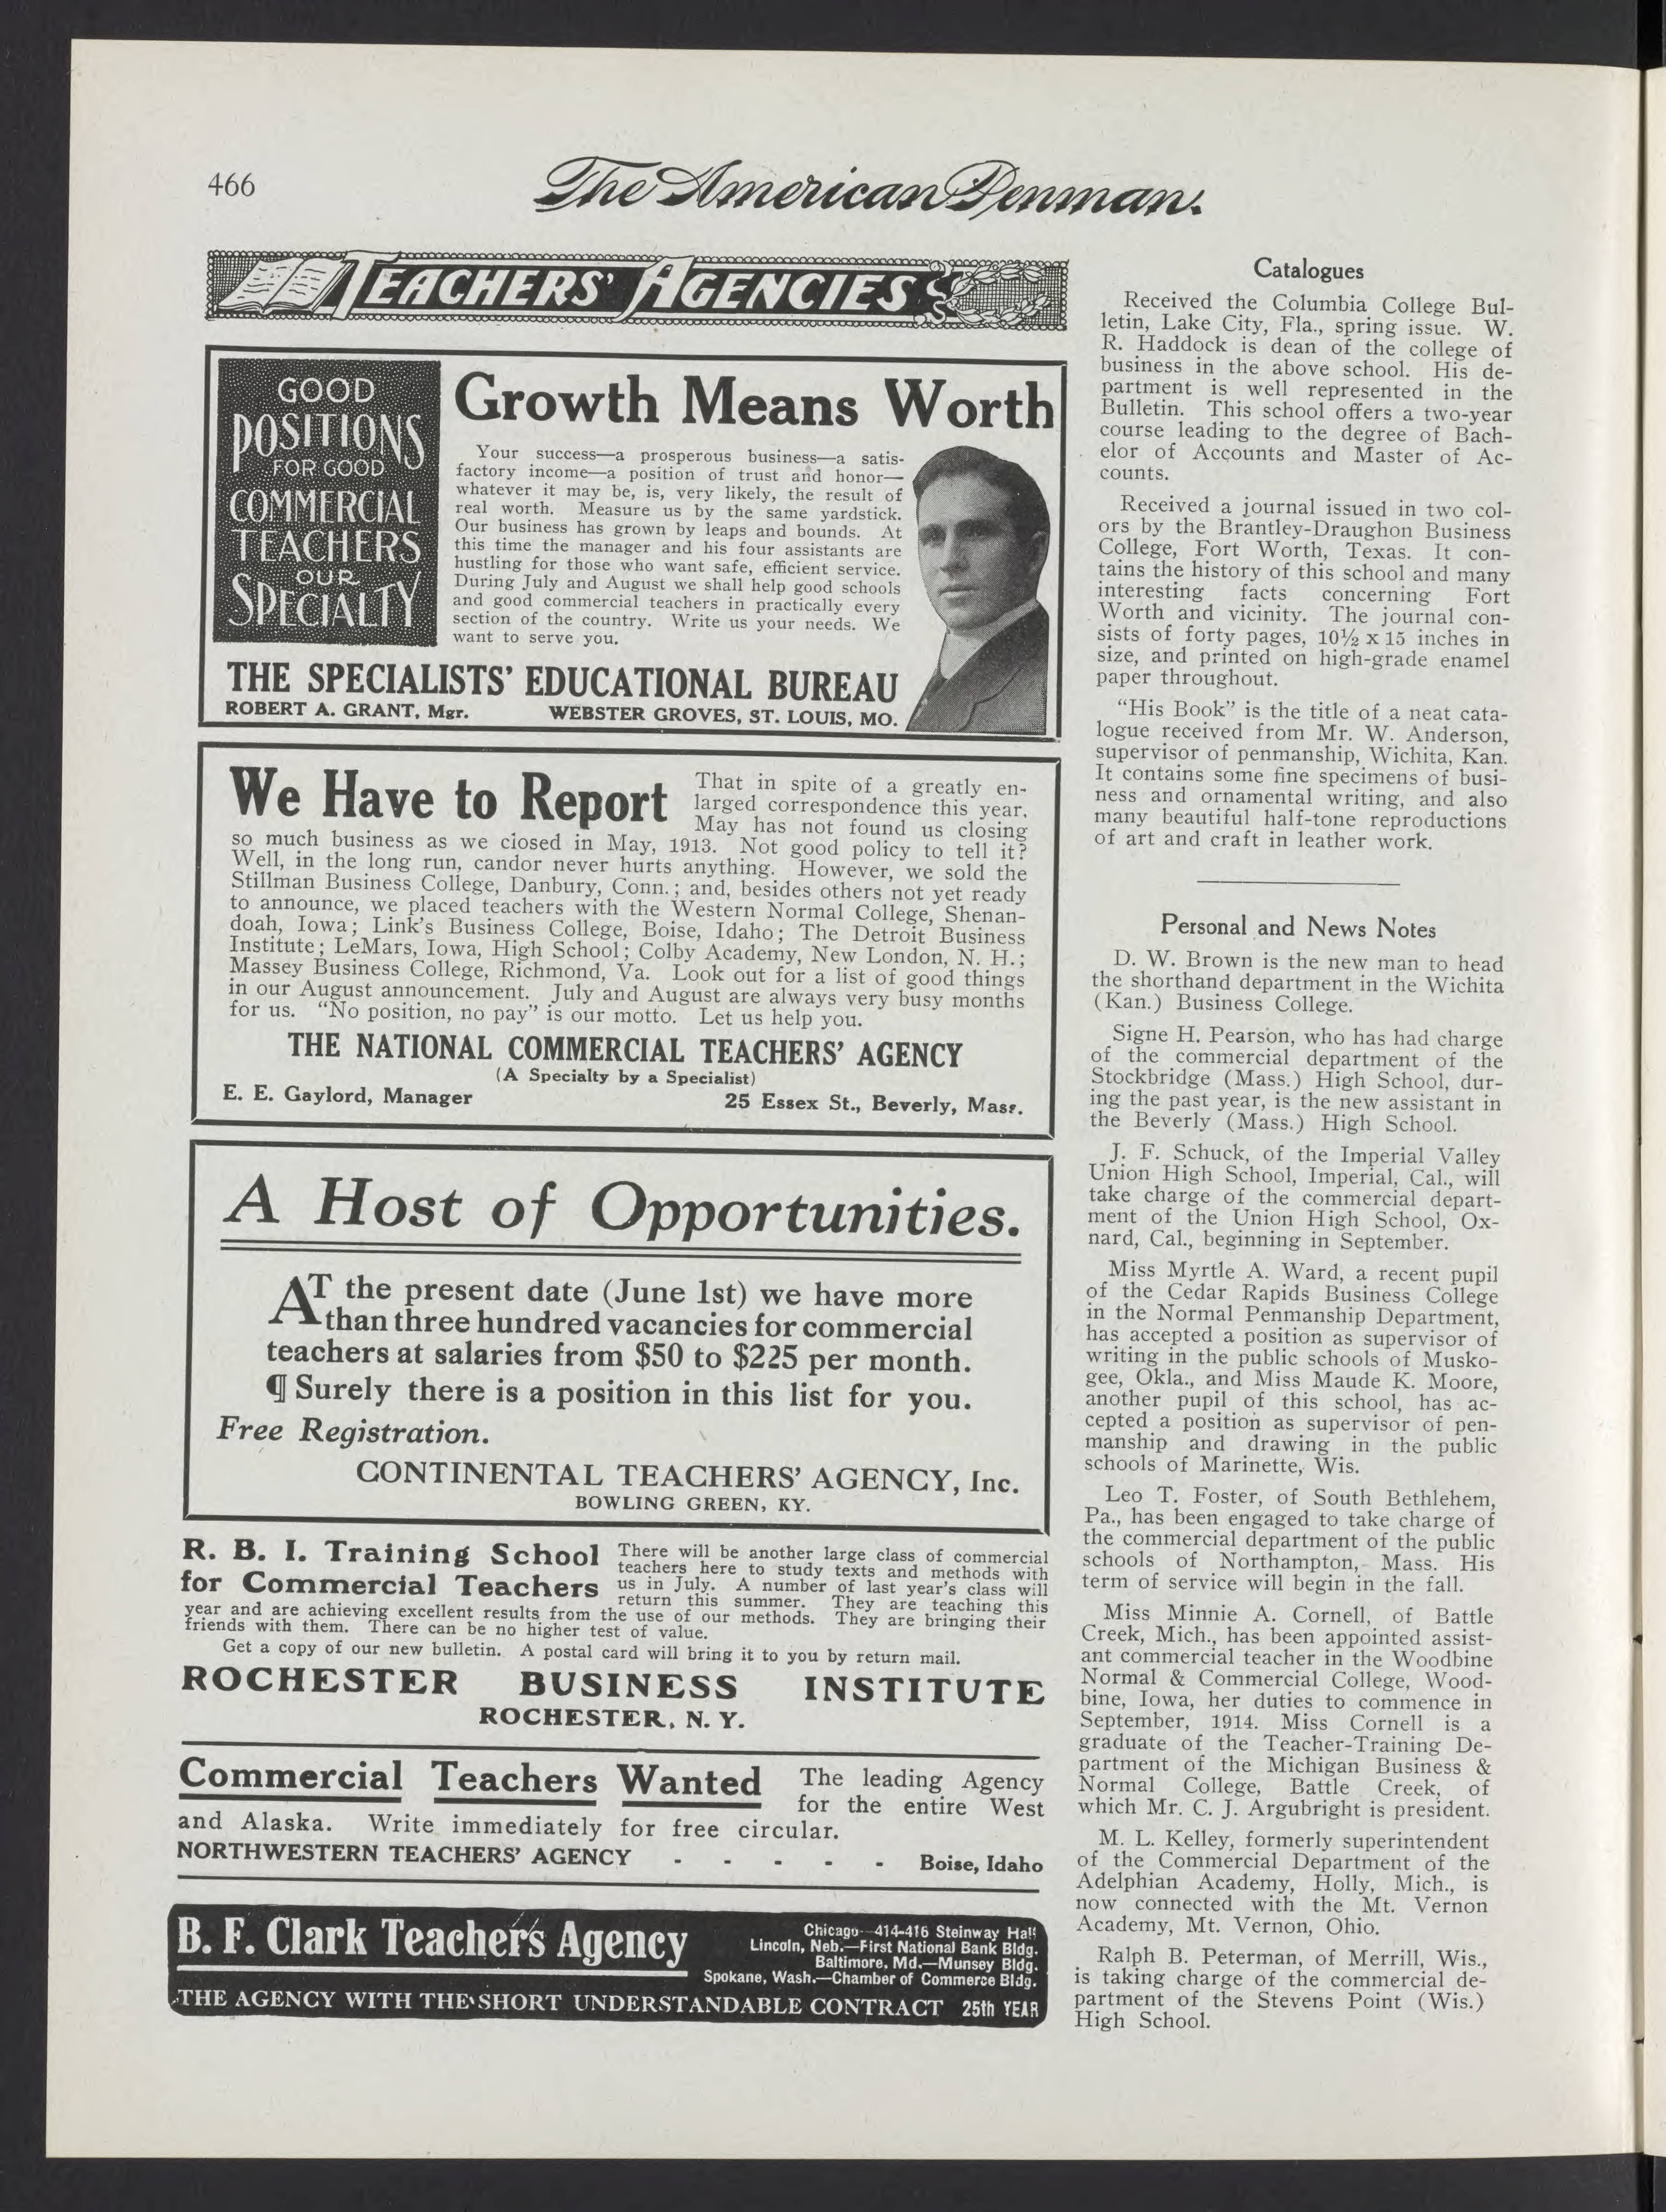 466
The American Penman.
TEACHERS' AGENCIES
GOOD
POSITIONS
FOR GOOD
COMMERCIAL
TEACHERS
OUR
SPECIALTY
Growth Means Worth
Your success—a prosperous business—a satis-
factory income—a position of trust and honor—
whatever it may be, is, very likely, the result of
real worth. Measure us by the same yardstick.
Our business has grown by leaps and bounds. At
this time the manager and his four assistants are
hustling for those who want safe, efficient service.
During July and August we shall help good schools
and good commercial teachers in practically every
section of the country. Write us your needs. We
want to serve you.
THE SPECIALISTS' EDUCATIONAL BUREAU
ROBERT A. GRANT, Mgr. WEBSTER GROVES, ST. LOUIS, MO.
We Have to Report
That in spite of a greatly en-
larged correspondence this year,
May has not found us closing
so much business as we closed in May, 1913. Not good policy to tell it?
Well, in the long run, candor never hurts anything. However, we sold the
Stillman Business College, Danbury, Conn.; and, besides others not yet ready
to announce, we placed teachers with the Western Normal College, Shenan-
doah, Iowa; Link's Business College, Boise, Idaho; The Detroit Business
Institute; LeMars, Iowa, High School; Colby Academy, New London, N. H.;
Massey Business College, Richmond, Va. Look out for a list of good things
in our August announcement. July and August are always very busy months
for us. "No position, no pay" is our motto. Let us help you.
THE NATIONAL COMMERCIAL TEACHERS' AGENCY
(A Specialty by a Specialist)
E. E. Gaylord, Manager 25 Essex St., Beverly, Mass.
A Host of Opportunities.
AT the present date (June 1st) we have more
than three hundred vacancies for commercial
teachers at salaries from $50 to $225 per month.
¶ Surely there is a position in this list for you.
Free Registration.
CONTINENTAL TEACHERS' AGENCY, Inc.
BOWLING GREEN, KY.
R. B. I. Training School
for Commercial Teachers
There will be another large class of commercial
teachers here to study texts and methods with
us in July. A number of last year's class will
return this summer. They are teaching this
year and are achieving excellent results from the use of our methods. They are bringing their
friends with them. There can be no higher test of value.
Get a copy of our new bulletin. A postal card will bring it to you by return mail.
ROCHESTER BUSINESS INSTITUTE
ROCHESTER, N. Y.
Commercial Teachers Wanted
The leading Agency
for the entire West
and Alaska. Write immediately for free circular.
NORTHWESTERN TEACHERS' AGENCY - - - - - Boise, Idaho
B. F. Clark Teacher's Agency
Chicago—414-416 Steinway Hall
Lincoln, Neb.—First National Bank Bldg.
Baltimore, Md.—Munsey Bldg.
Spokane, Wash.—Chamber of Commerce Bldg.
THE AGENCY WITH THE SHORT UNDERSTANDABLE CONTRACT 25th YEAR
Catalogues
Received the Columbia College Bul-
letin, Lake City, Fla., spring issue. W.
R. Haddock is dean of the college of
business in the above school. His de-
partment is well represented in the
Bulletin. This school offers a two-year
course leading to the degree of Bach-
elor of Accounts and Master of Ac-
counts.
Received a journal issued in two col-
ors by the Brantley-Draughon Business
College, Fort Worth, Texas. It con-
tains the history of this school and many
interesting facts concerning Fort
Worth and vicinity. The journal con-
sists of forty pages, 10½ x 15 inches in
size, and printed on high-grade enamel
paper throughout.
"His Book" is the title of a neat cata-
logue received from Mr. W. Anderson,
supervisor of penmanship, Wichita, Kan.
It contains some fine specimens of busi-
ness and ornamental writing, and also
many beautiful half-tone reproductions
of art and craft in leather work.
Personal and News Notes
D. W. Brown is the new man to head
the shorthand department in the Wichita
(Kan.) Business College.
Signe H. Pearson, who has had charge
of the commercial department of the
Stockbridge (Mass.) High School, dur-
ing the past year, is the new assistant in
the Beverly (Mass.) High School.
J. F. Schuck, of the Imperial Valley
Union High School, Imperial, Cal., will
take charge of the commercial depart-
ment of the Union High School, Ox-
nard, Cal., beginning in September.
Miss Myrtle A. Ward, a recent pupil
of the Cedar Rapids Business College
in the Normal Penmanship Department,
has accepted a position as supervisor of
writing in the public schools of Musko-
gee, Okla., and Miss Maude K. Moore,
another pupil of this school, has ac-
cepted a position as supervisor of pen-
manship and drawing in the public
schools of Marinette, Wis.
Leo T. Foster, of South Bethlehem,
Pa., has been engaged to take charge of
the commercial department of the public
schools of Northampton, Mass. His
term of service will begin in the fall.
Miss Minnie A. Cornell, of Battle
Creek, Mich., has been appointed assist-
ant commercial teacher in the Woodbine
Normal & Commercial College, Wood-
bine, Iowa, her duties to commence in
September, 1914. Miss Cornell is a
graduate of the Teacher-Training De-
partment of the Michigan Business &
Normal College, Battle Creek, of
which Mr. C. J. Argubright is president.
M. L. Kelley, formerly superintendent
of the Commercial Department of the
Adelphian Academy, Holly, Mich., is
now connected with the Mt. Vernon
Academy, Mt. Vernon, Ohio.
Ralph B. Peterman, of Merrill, Wis.,
is taking charge of the commercial de-
partment of the Stevens Point (Wis.)
High School.